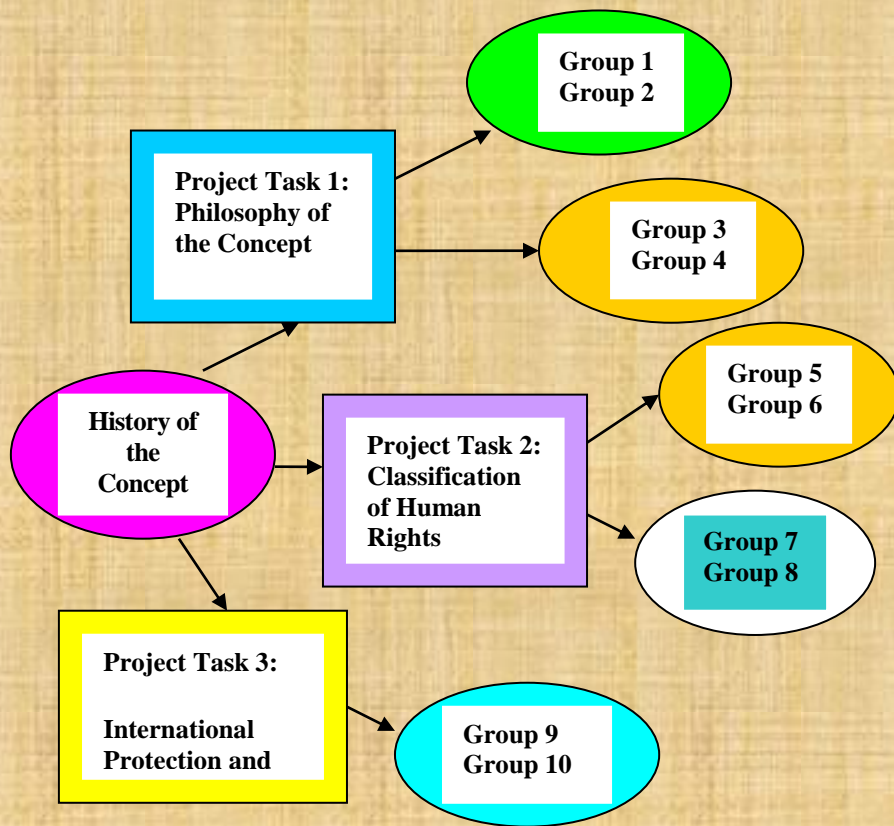 Group 1
Group 2
Project Task 1:
Philosophy of
the Concept
Group 3
Group 4
Group 5
Group 6
History of
the
Concept
Project Task 2:
Classification
of Human
Rights
Group 7
Group 8
Project Task 3:
International
Protection and
Group 9
Group 10